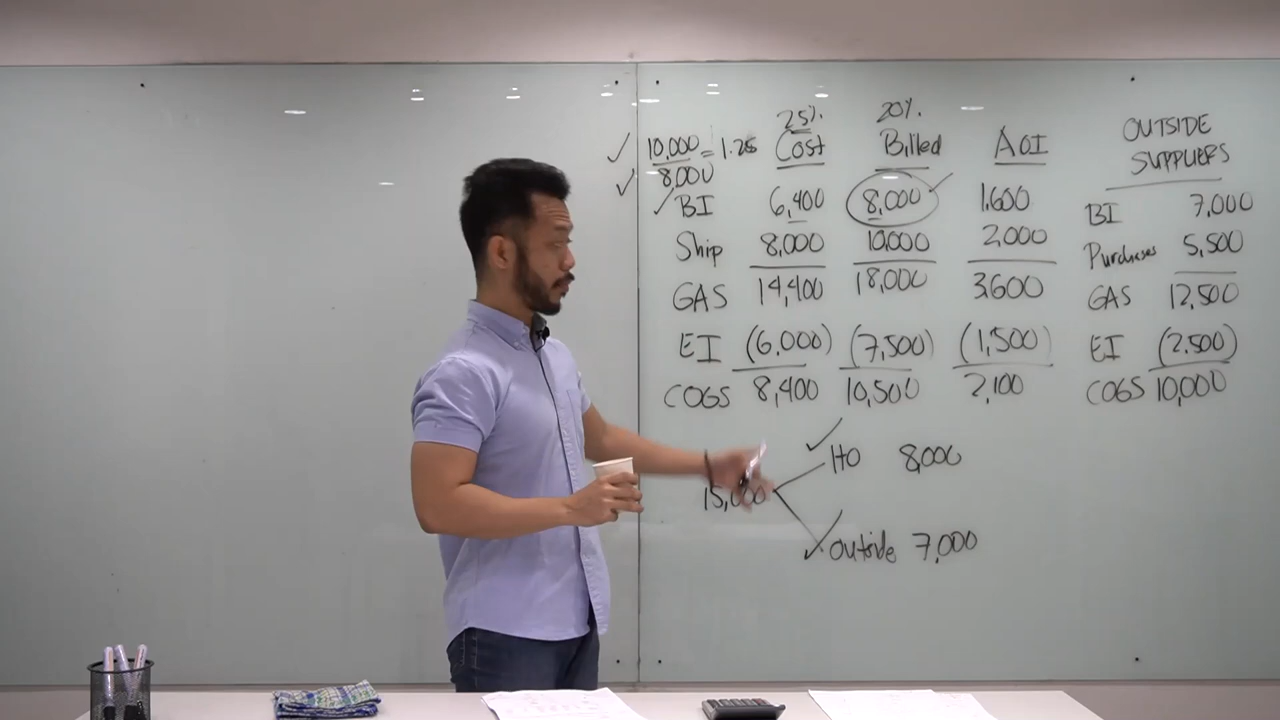 25% 20%
10,000 = 1.25 Cost Billed AOI
8,000
BI 6,400 8,000 1,600
Ship 8,000 10,000 2,000
GAS 14,400 18,000 3,600
EI (6,000) (7,500) (1,500)
COGS 8,400 10,500 2,100
OUTSIDE
SUPPLIERS
BI 7,000
Purchases 5,500
GAS 12,500
EI (2,500)
COGS 10,000
HO 8,000
15,000
Outside 7,000